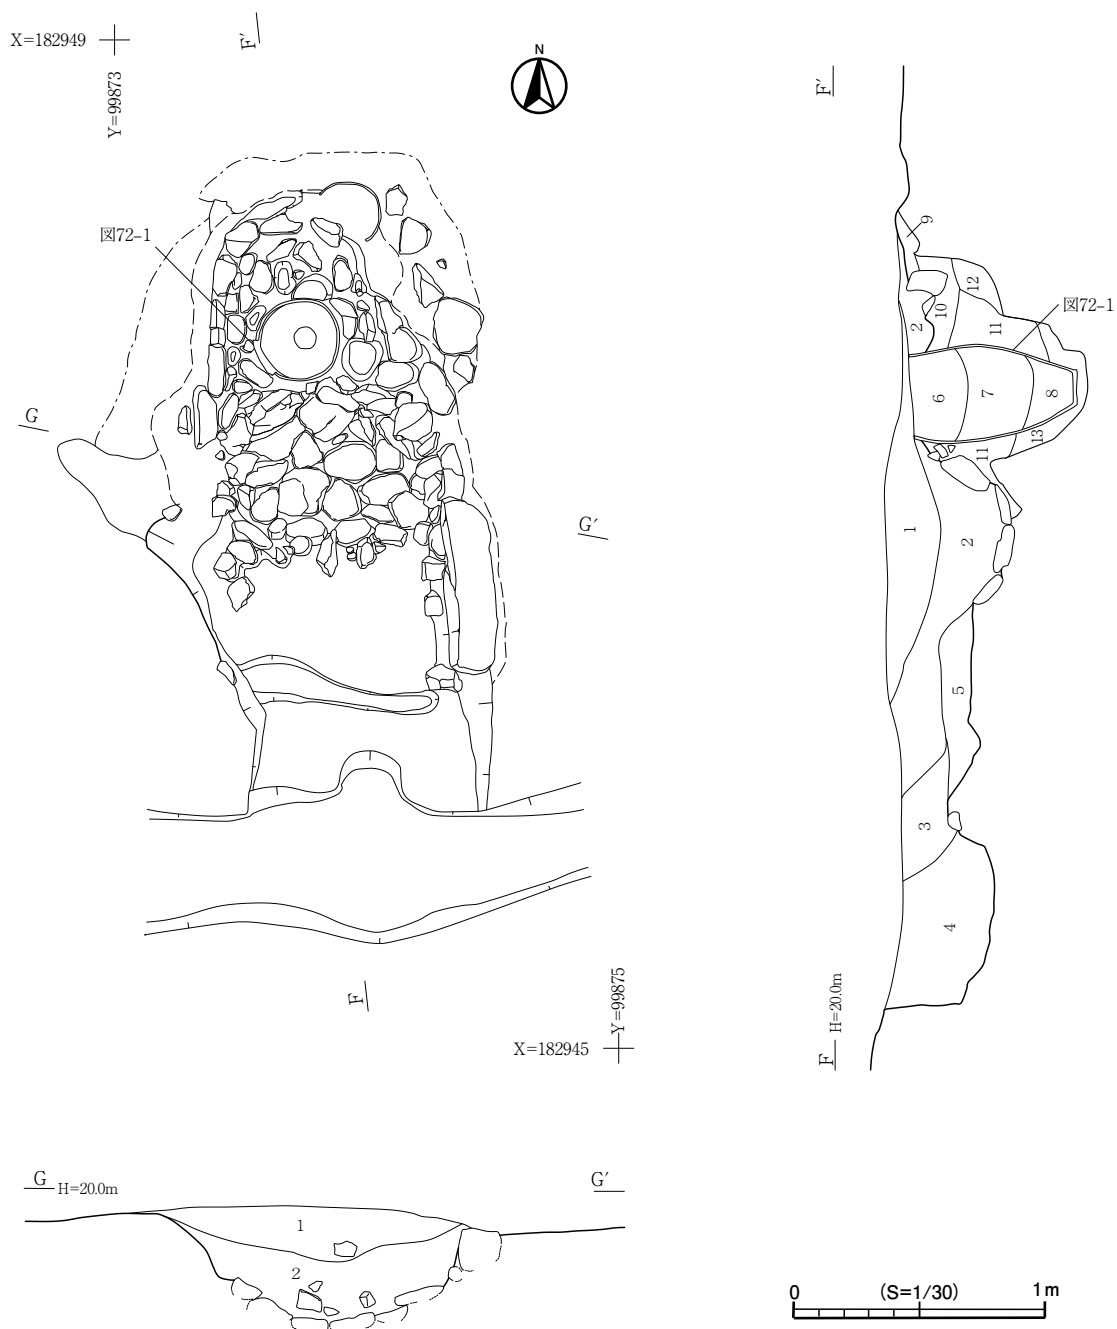 X=182949
Y=99873
F′
N
F′
図72-1
9
12
10
2
11
図72-1
6
7
8
13
11
G
G′
1
2
5
3
4
F
H=20.0m
F
X=182945
Y=99875
G
H=20.0m
G′
1
2
0
(S=1/30)
1m